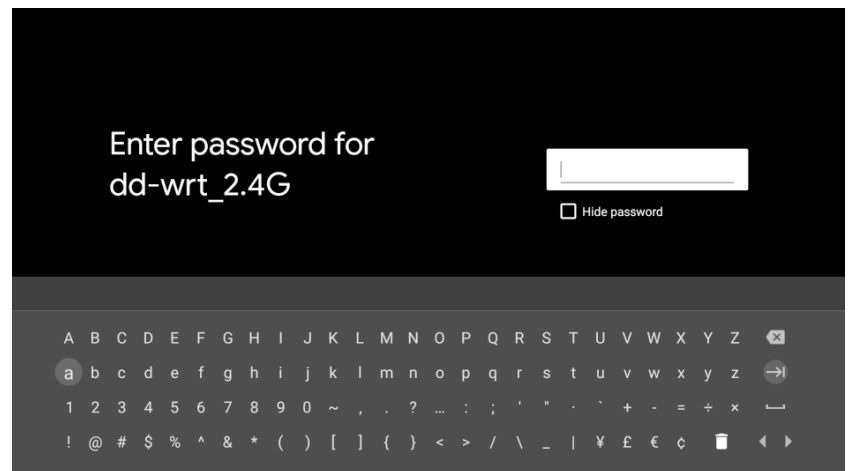 Enter password for
dd-wrt_2.4G
Hide password
A B C D E F G H I J K L M N O P Q R S T U V W X Y Z
a b c d e f g h i j k l m n o p q r s t u v w x y z
1 2 3 4 5 6 7 8 9 0 ~ , . ? … : ; ' " · ` + - = ÷ ×
! @ # $ % ^ & * ( ) [ ] { } < > / \ _ | ¥ £ € ¢